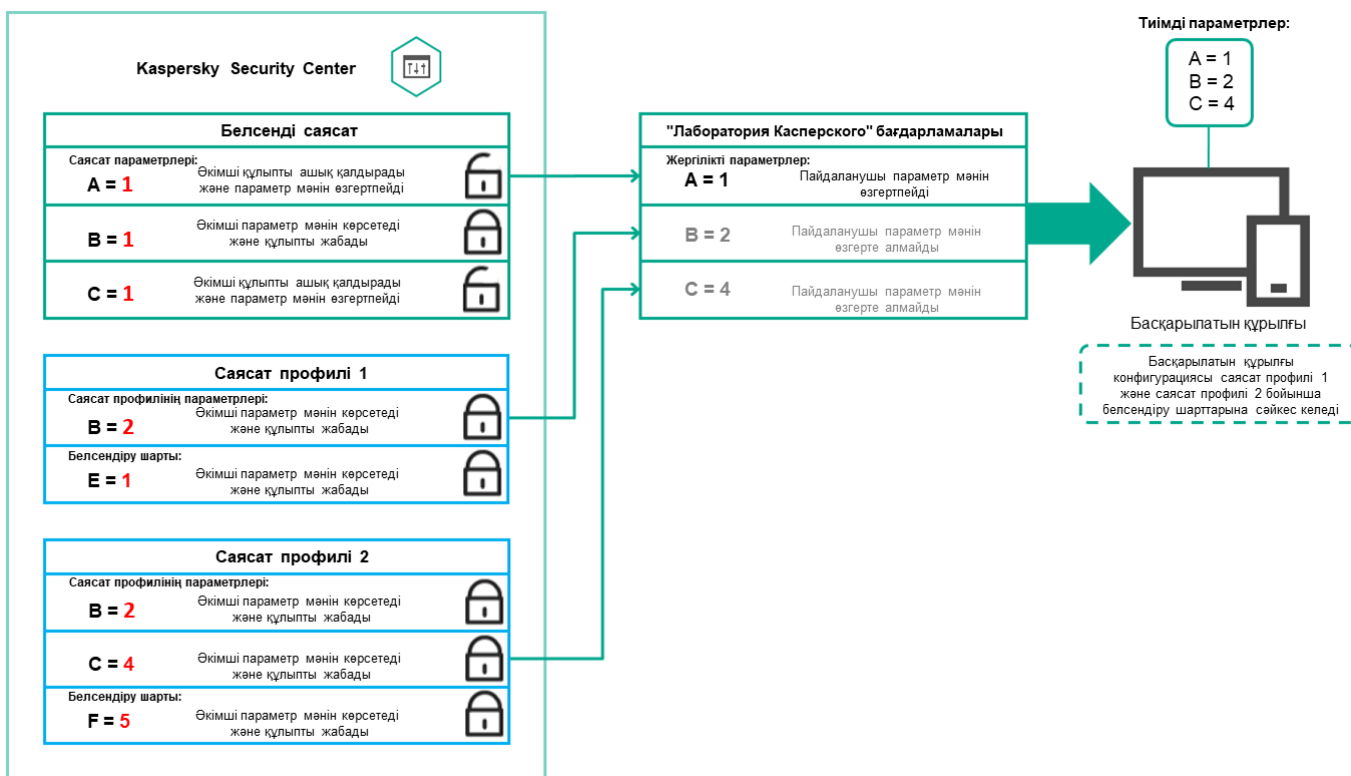 Kaspersky Security Center
Белсенді саясат
Саясат параметрлері:
A = 1
Әкімші құлыпты ашық қалдырады
және параметр мәнін өзгертпейді
B = 1
Әкімші параметр мәнін көрсетеді
және құлыпты жабады
C = 1
Әкімші құлыпты ашық қалдырады
және параметр мәнін өзгертпейді
Саясат профилі 1
Саясат профилінің параметрлері:
B = 2
Әкімші параметр мәнін көрсетеді
және құлыпты жабады
Белсендіру шарты:
E = 1
Әкімші параметр мәнін көрсетеді
және құлыпты жабады
Саясат профилі 2
Саясат профилінің параметрлері:
B = 2
Әкімші параметр мәнін көрсетеді
және құлыпты жабады
C = 4
Әкімші параметр мәнін көрсетеді
және құлыпты жабады
Белсендіру шарты:
F = 5
Әкімші параметр мәнін көрсетеді
және құлыпты жабады
"Лаборатория Касперского" бағдарламалары
Жергілікті параметрлер:
A = 1
Пайдаланушы параметр мәнін
өзгертпейді
B = 2
Пайдаланушы параметр мәнін
өзгерте алмайды
C = 4
Пайдаланушы параметр мәнін
өзгерте алмайды
Тиімді параметрлер:
A = 1
B = 2
C = 4
Басқарылатын құрылғы
Басқарылатын құрылғы
конфигурациясы саясат профилі 1
және саясат профилі 2 бойынша
белсендіру шарттарына сәйкес келеді